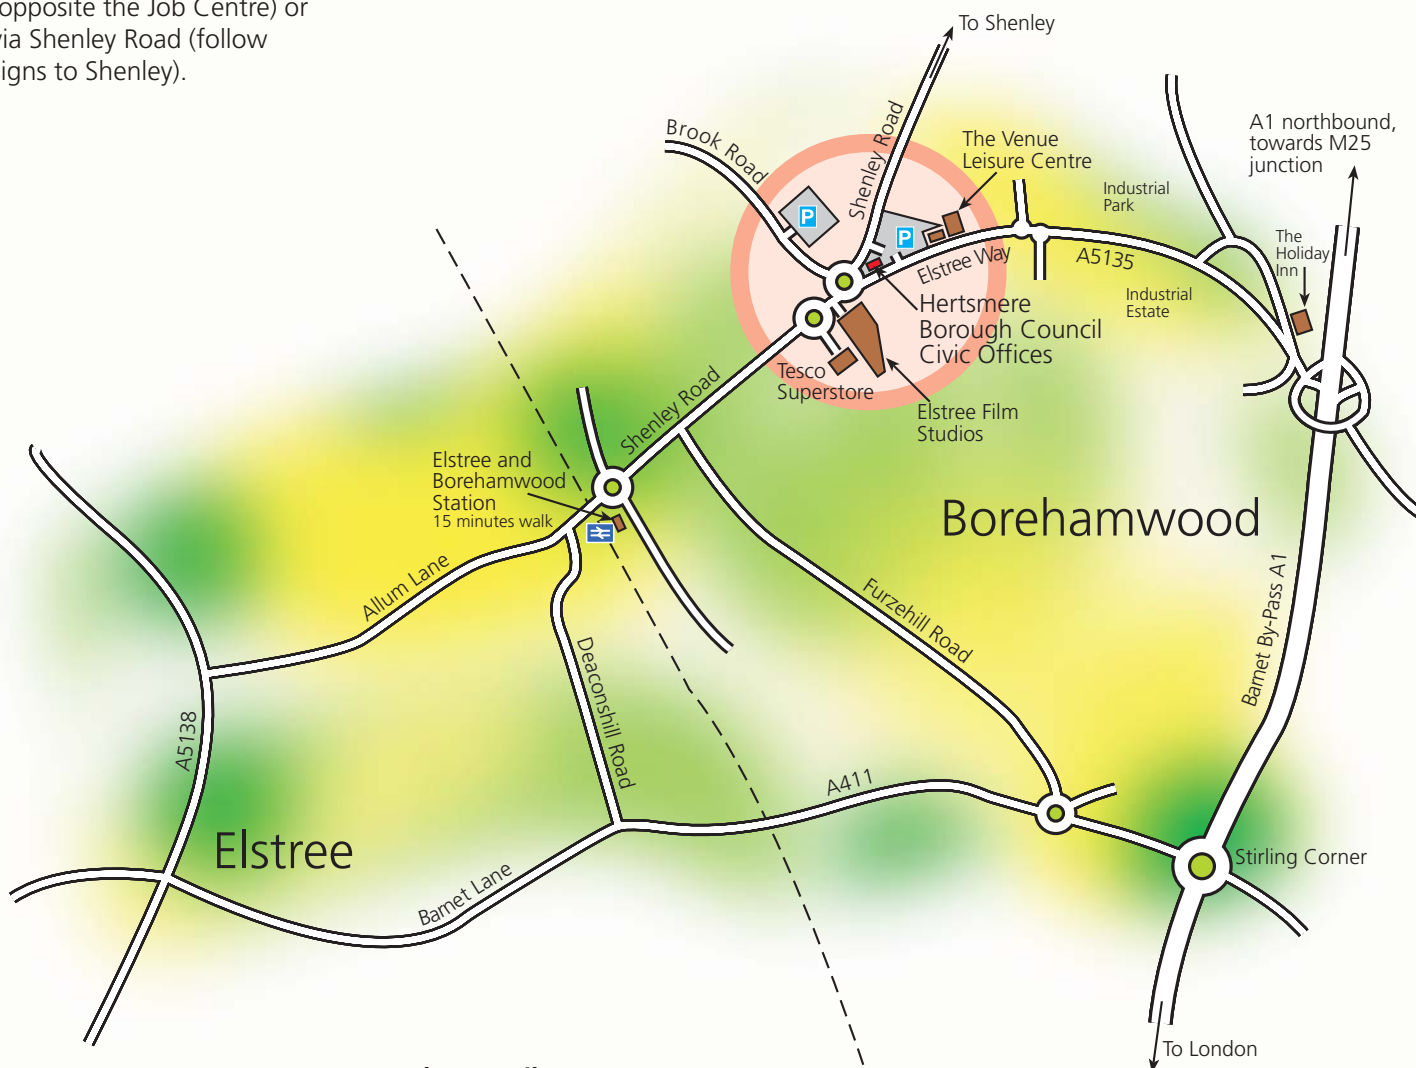 opposite the Job Centre) or
via Shenley Road (follow
igns to Shenley).
To Shenley
Brook Road
Shenley Road
The Venue
Leisure Centre
A1 northbound,
towards M25
junction
Industrial
Park
P
P
Elstree Way
A5135
The
Holiday
Inn
Industrial
Estate
Hertsmere
Borough Council
Civic Offices
Tesco
Superstore
Elstree Film
Studios
Shenley Road
Elstree and
Borehamwood
Station
15 minutes walk
Borehamwood
Allum Lane
Furzehill Road
Barnet By-Pass A1
Deaconshill Road
A5138
A411
Elstree
Barnet Lane
Stirling Corner
To London